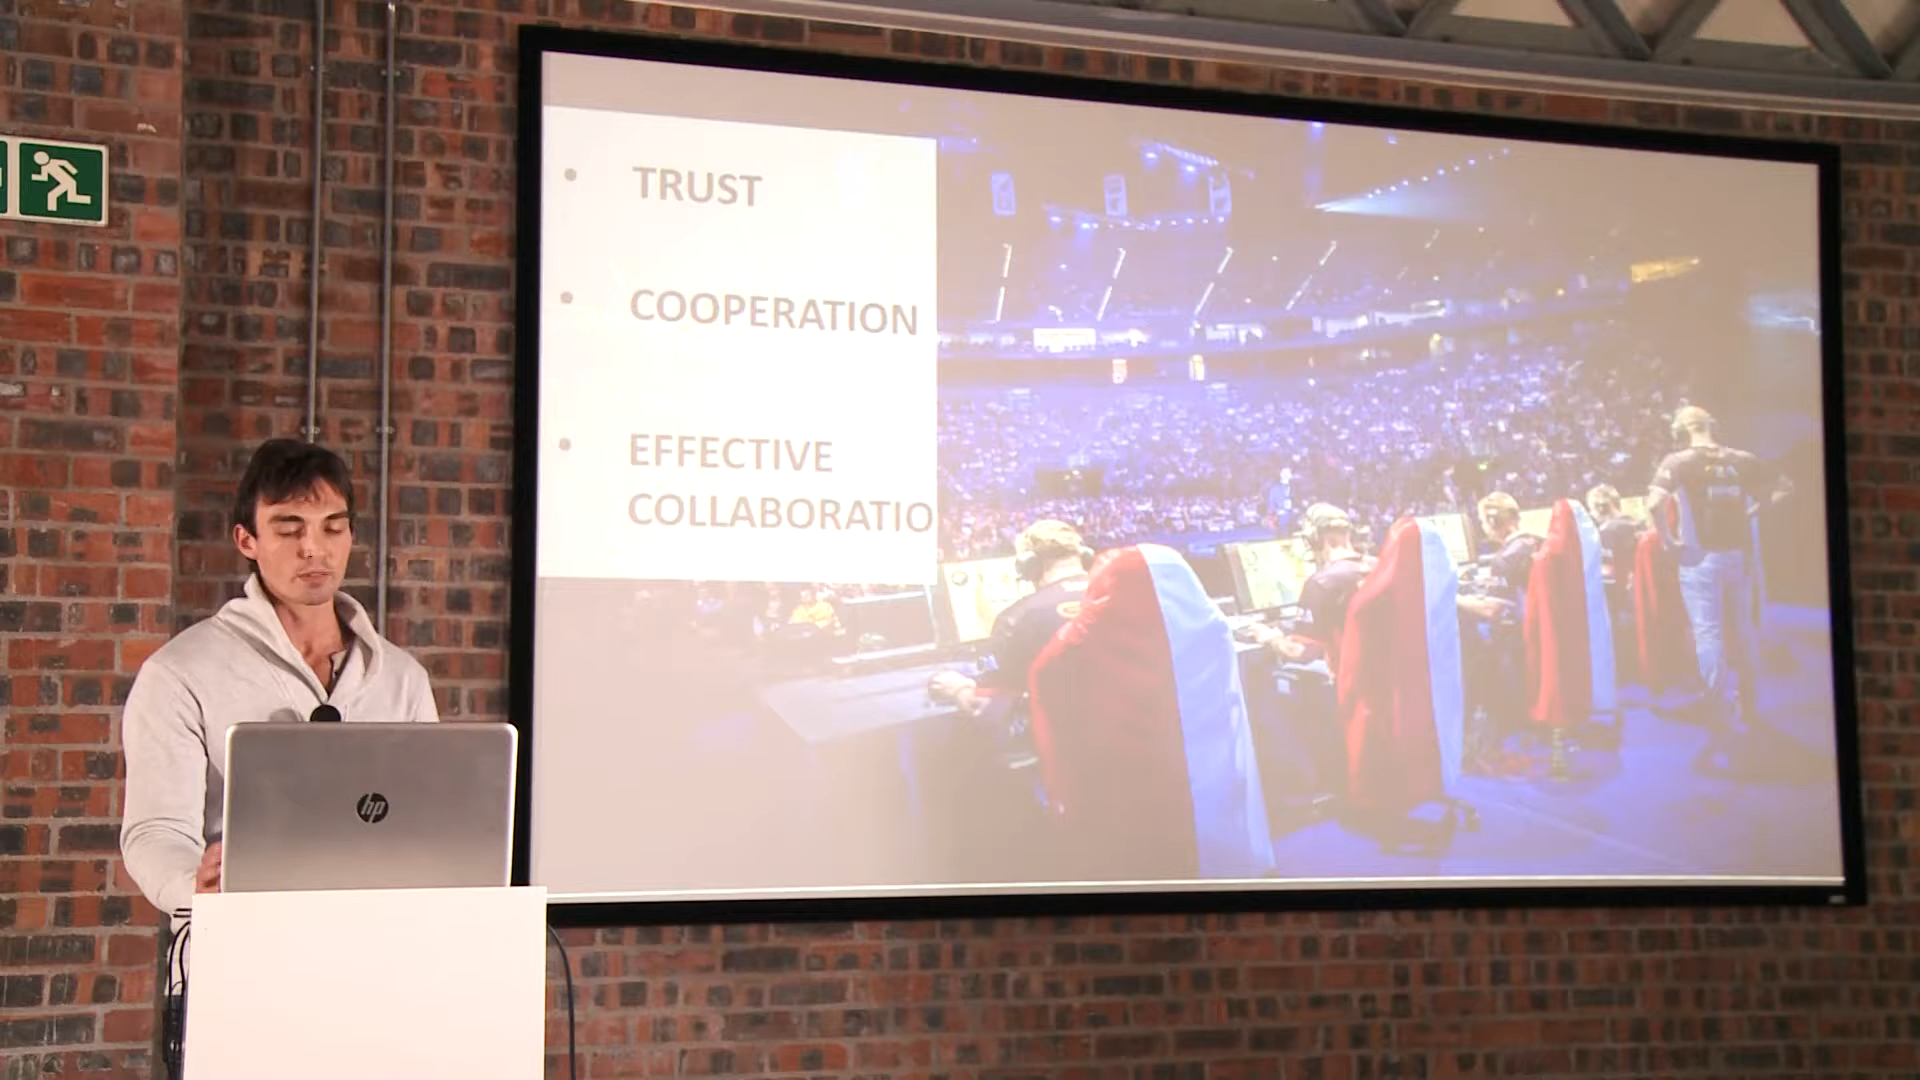 TRUST
COOPERATION
EFFECTIVE
COLLABORATIO
hp